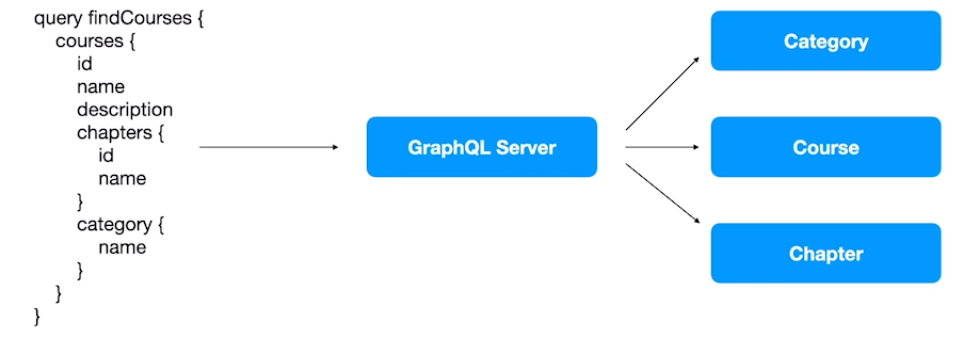 query findCourses {
courses {
id
name
description
chapters {
id
name
}
category {
name
}
}
}
GraphQL Server
Category
Course
Chapter